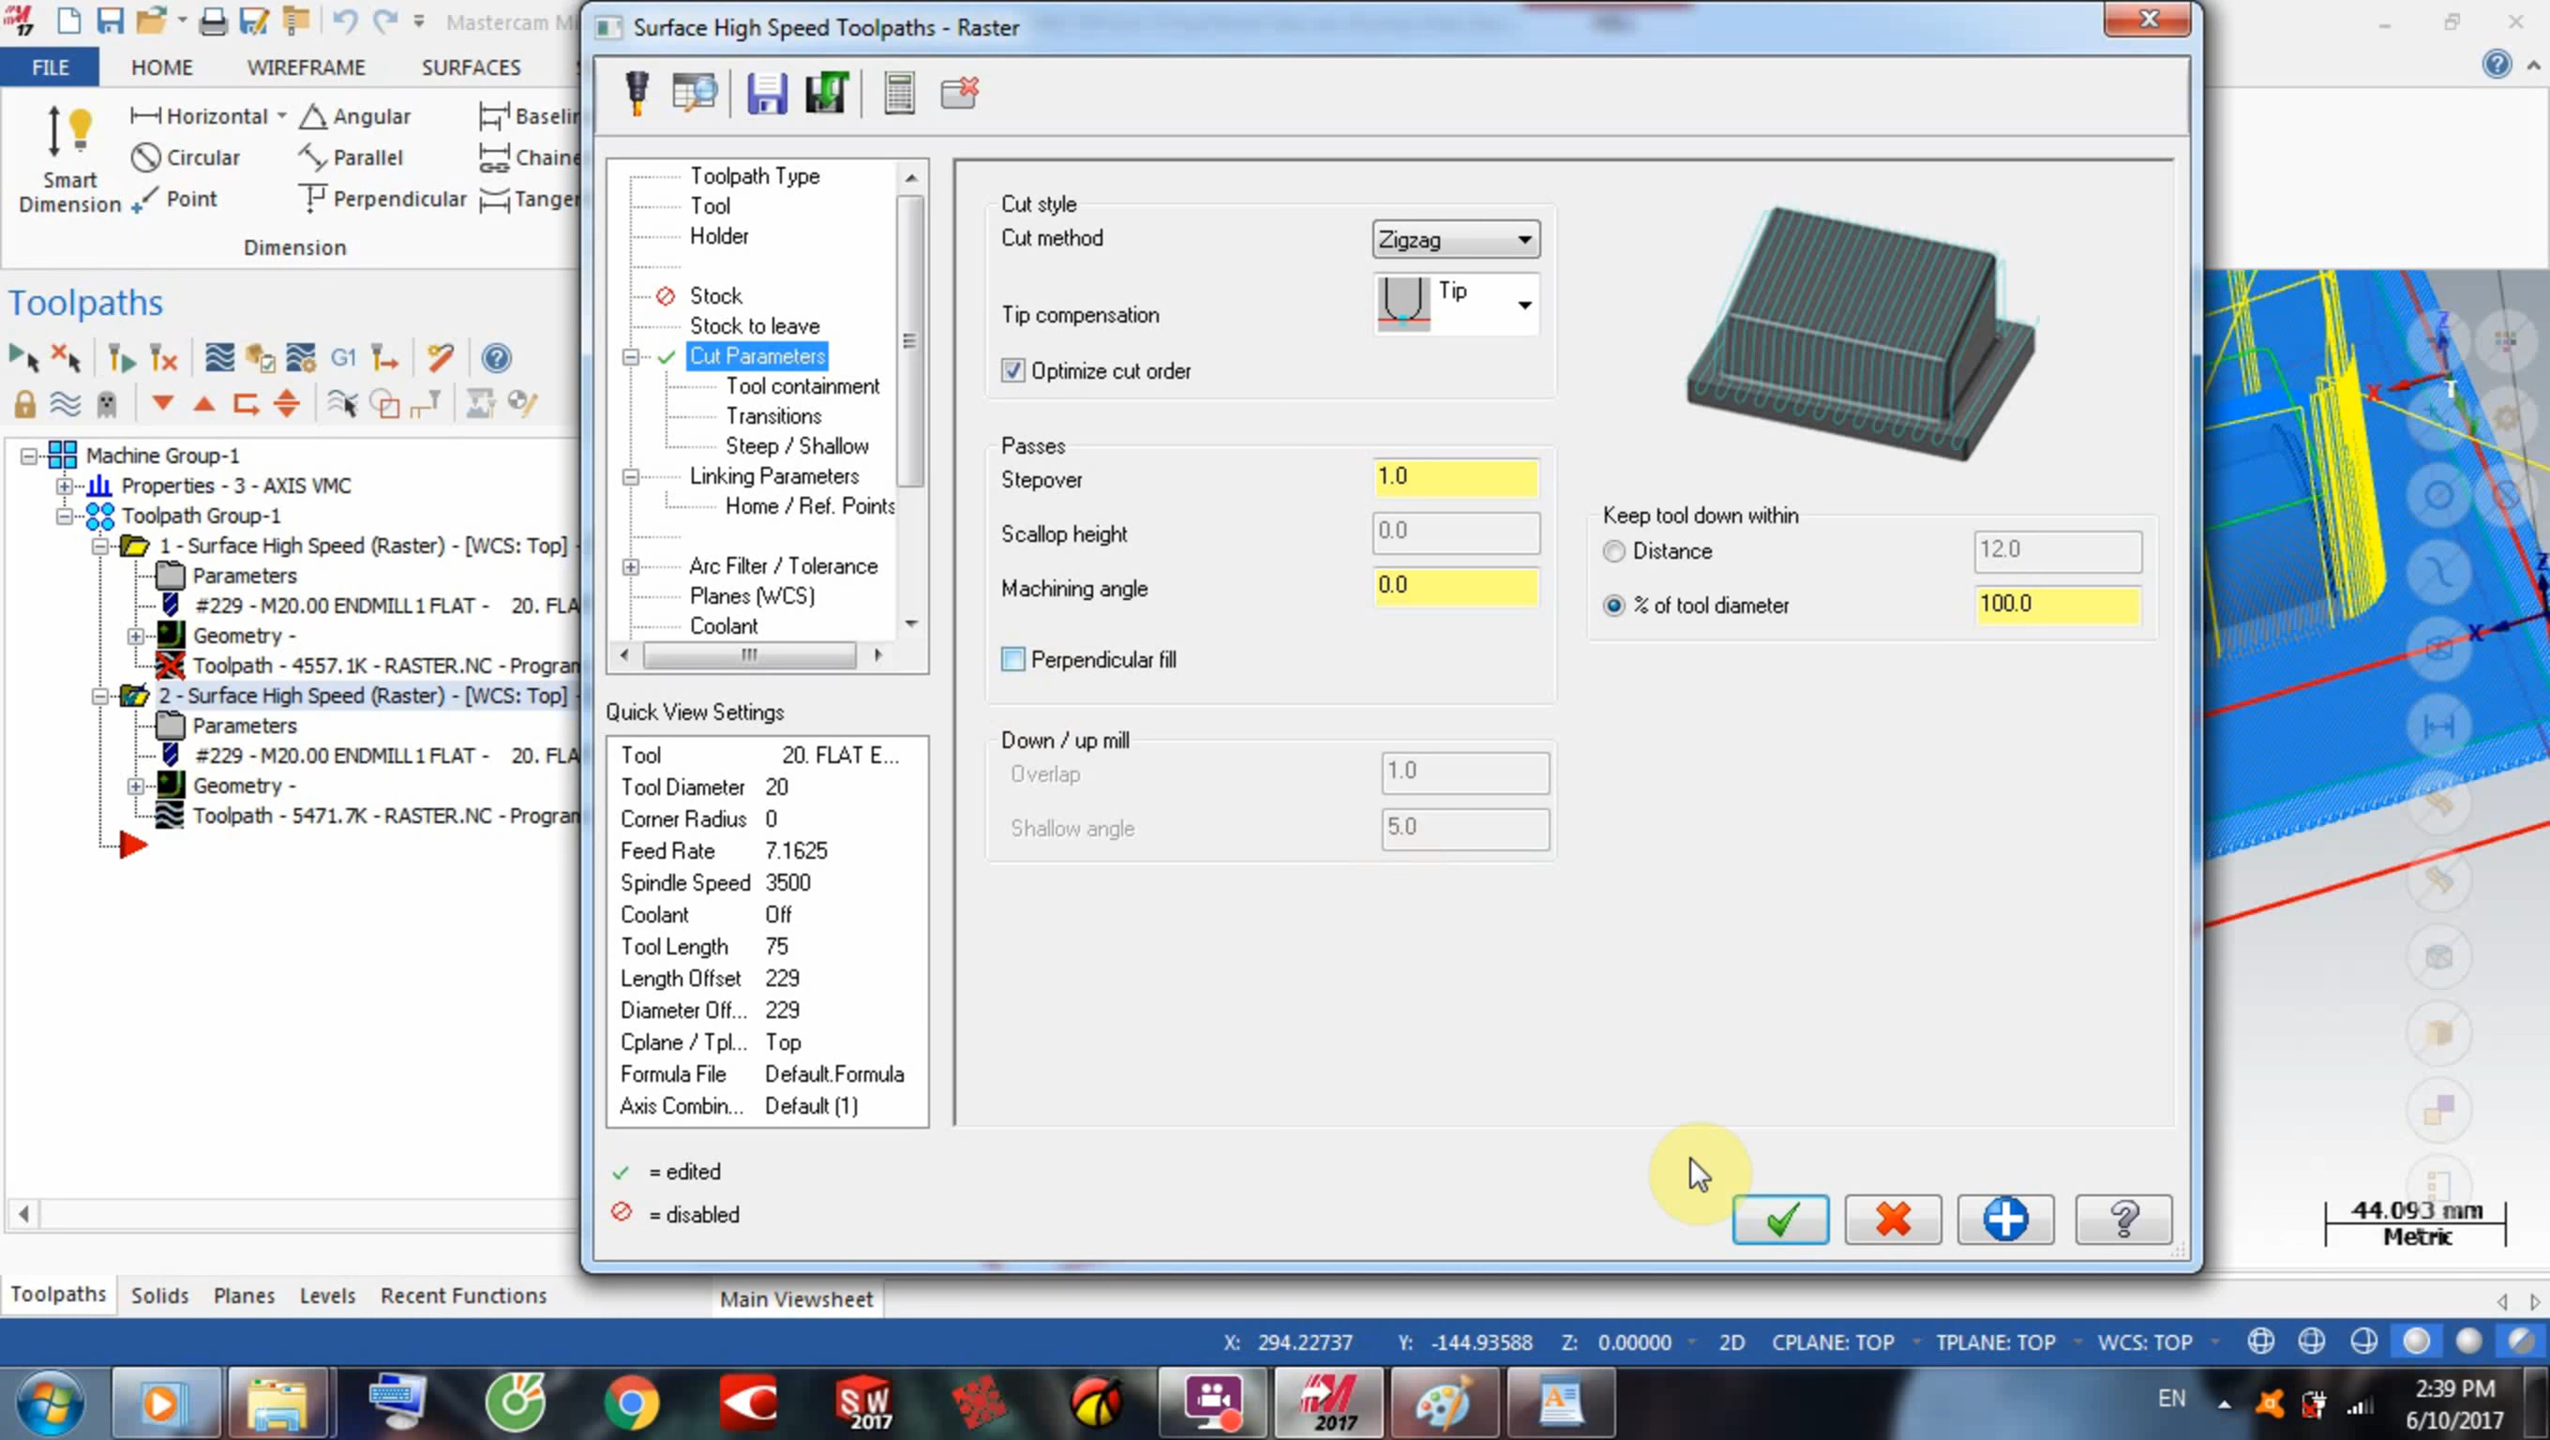 17
Mastercam Mi
Surface High Speed Toolpaths - Raster
FILE
HOME
WIREFRAME
SURFACES
Smart
Dimension
Horizontal
Circular
Point
Angular
Parallel
Perpendicular
Baselin
Chaine
Tanger
Dimension
Toolpaths
G1
Machine Group-1
Properties - 3 - AXIS VMC
Toolpath Group-1
1 - Surface High Speed (Raster) - [WCS: Top] -
Parameters
#229 - M20.00 ENDMILL1 FLAT - 20. FLA
Geometry -
Toolpath - 4557.1K - RASTER.NC - Program
2 - Surface High Speed (Raster) - [WCS: Top] -
Parameters
#229 - M20.00 ENDMILL1 FLAT - 20. FLA
Geometry -
Toolpath - 5471.7K - RASTER.NC - Program
Toolpath Type
Tool
Holder
Stock
Stock to leave
Cut Parameters
Tool containment
Transitions
Steep / Shallow
Linking Parameters
Home / Ref. Points
Arc Filter / Tolerance
Planes (WCS)
Coolant
Quick View Settings
Tool 20. FLAT E...
Tool Diameter 20
Corner Radius 0
Feed Rate 7.1625
Spindle Speed 3500
Coolant Off
Tool Length 75
Length Offset 229
Diameter Off... 229
Cplane / Tpl... Top
Formula File Default.Formula
Axis Combin... Default (1)
= edited
= disabled
Cut style
Cut method Zigzag
Tip compensation Tip
Optimize cut order
Passes
Stepover 1.0
Scallop height 0.0
Machining angle 0.0
Perpendicular fill
Down / up mill
Overlap 1.0
Shallow angle 5.0
Keep tool down within
Distance 12.0
% of tool diameter 100.0
Z
X
Z
X
44.093 mm
Metric
Toolpaths
Solids
Planes
Levels
Recent Functions
Main Viewsheet
X: 294.22737 Y: -144.93588 Z: 0.00000 2D CPLANE: TOP TPLANE: TOP WCS: TOP
SW
2017
2017
A
EN
2:39 PM
6/10/2017